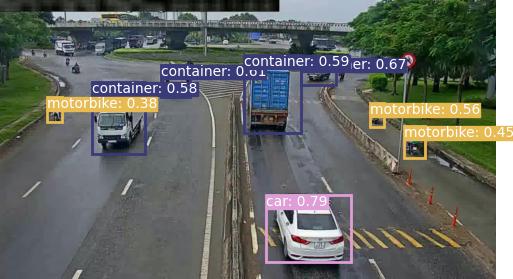 container: 0.59
er: 0.67
container: 0.61
container: 0.58
motorbike: 0.38
motorbike: 0.56
motorbike: 0.45
car: 0.79